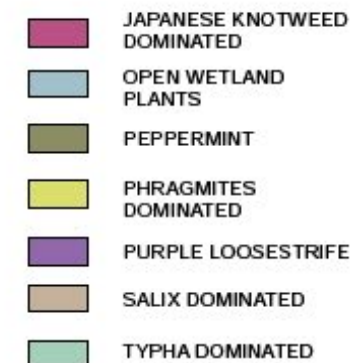 JAPANESE KNOTWEED
DOMINATED
OPEN WETLAND
PLANTS
PEPPERMINT
PHRAGMITES
DOMINATED
PURPLE LOOSESTRIFE
SALIX DOMINATED
TYPHA DOMINATED